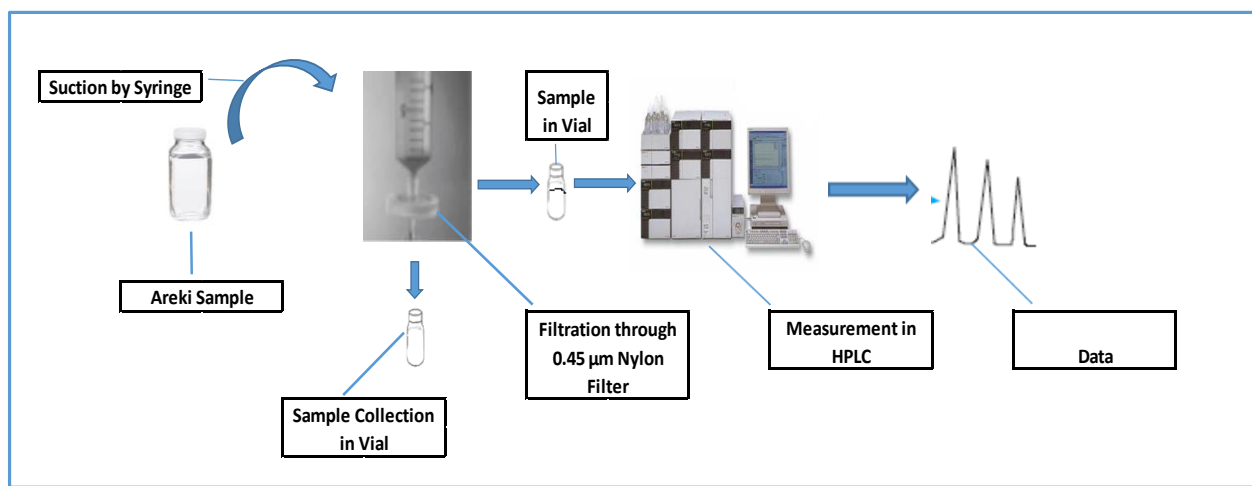 Suction by Syringe
Areki Sample
Sample Collection
in Vial
Filtration through
0.45 µm Nylon
Filter
Sample
in Vial
Measurement in
HPLC
Data